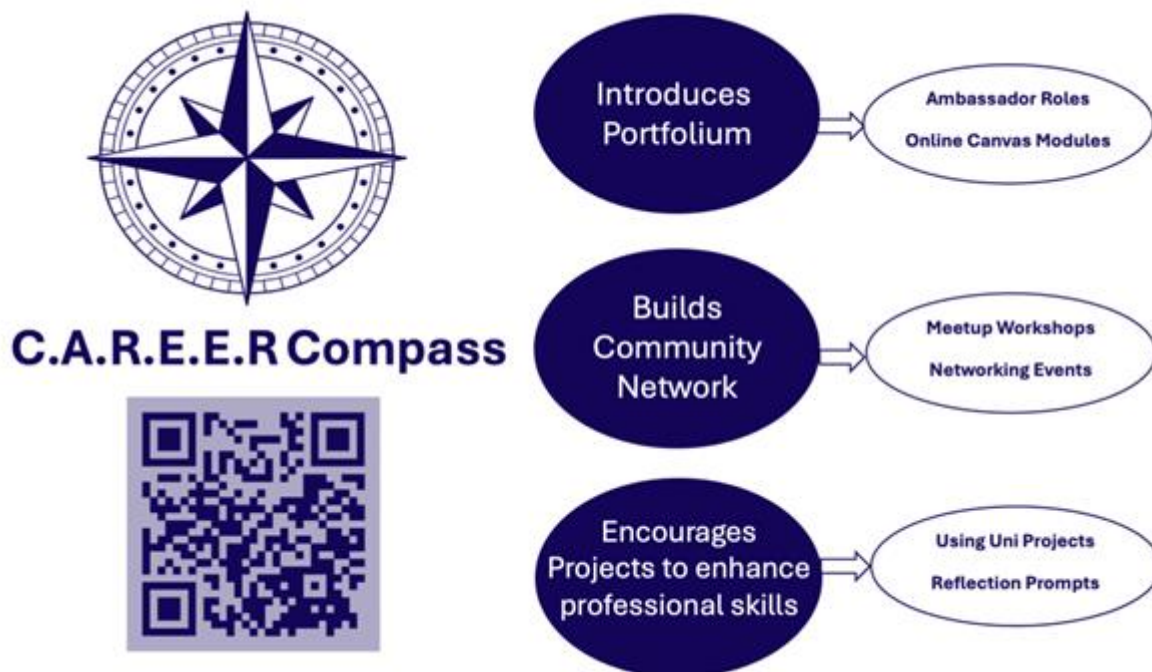 C.A.R.E.E.R Compass
Introduces
Portfolium
Ambassador Roles
Online Canvas Modules
Builds
Community
Network
Meetup Workshops
Networking Events
Encourages
Projects to enhance
professional skills
Using Uni Projects
Reflection Prompts